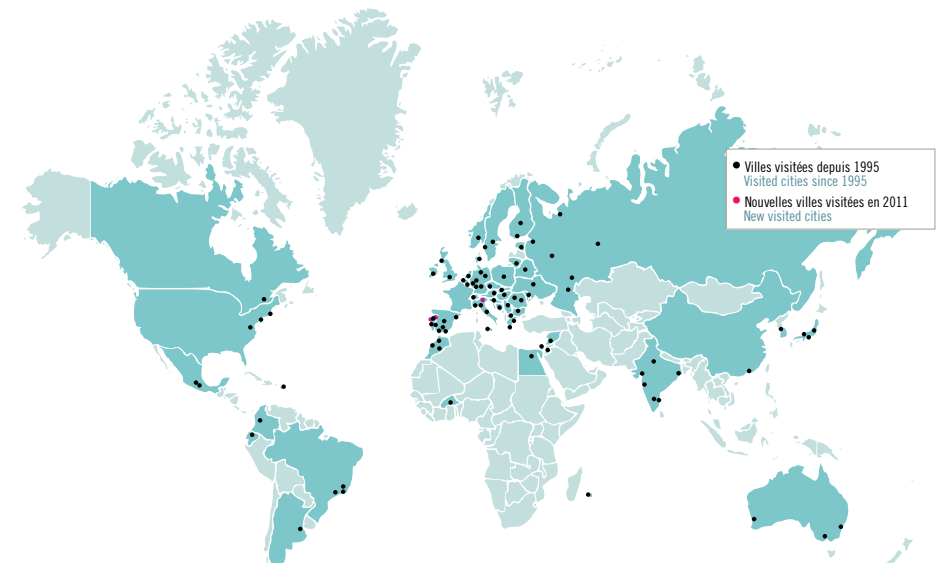 Villes visitées depuis 1995
Visited cities since 1995
Nouvelles villes visitées en 2011
New visited cities